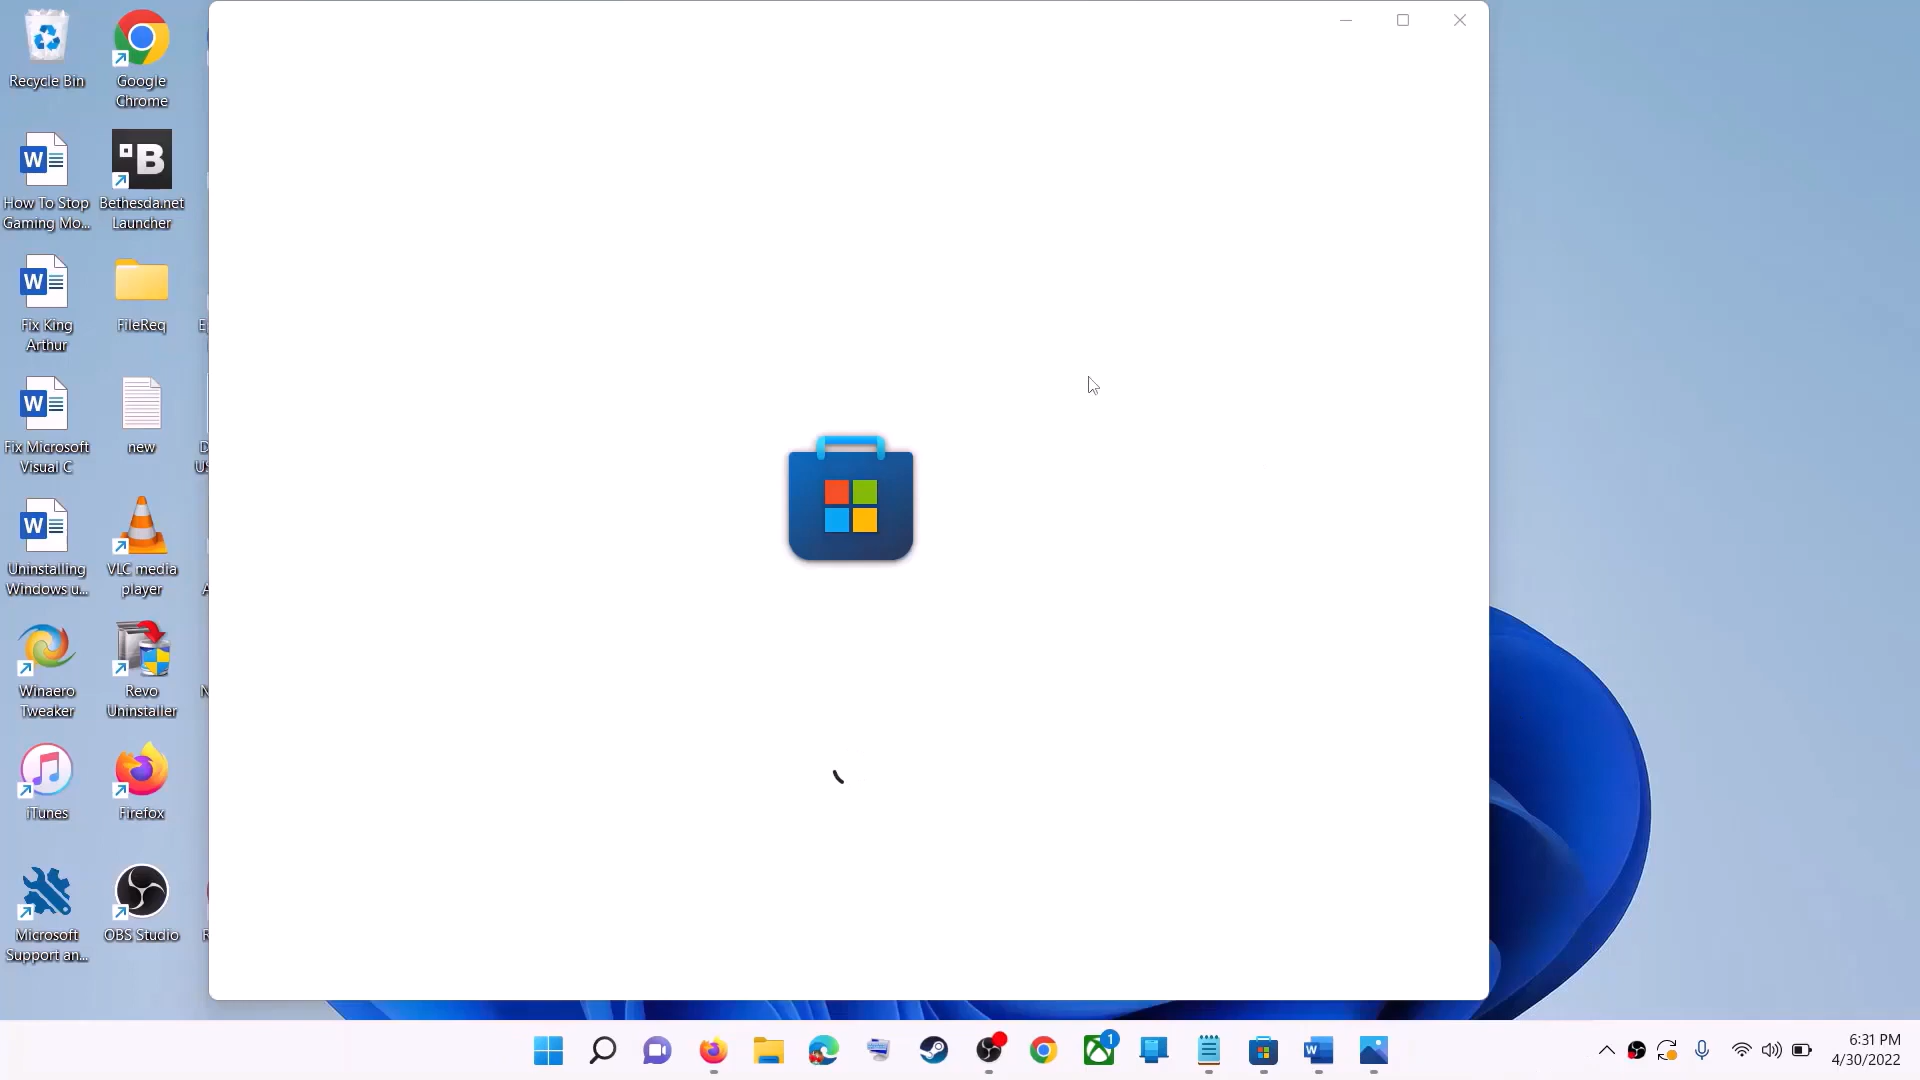 Recycle Bin
Google
Chrome
How To Stop
Gaming Mo...
Bethesda.net
Launcher
Fix King
Arthur
FileReq
Fix Microsoft
Visual C
new
Uninstalling
Windows u...
VLC media
player
Winaero
Tweaker
Revo
Uninstaller
iTunes
Firefox
Microsoft
Support an...
OBS Studio
1
6:31 PM
4/30/2022